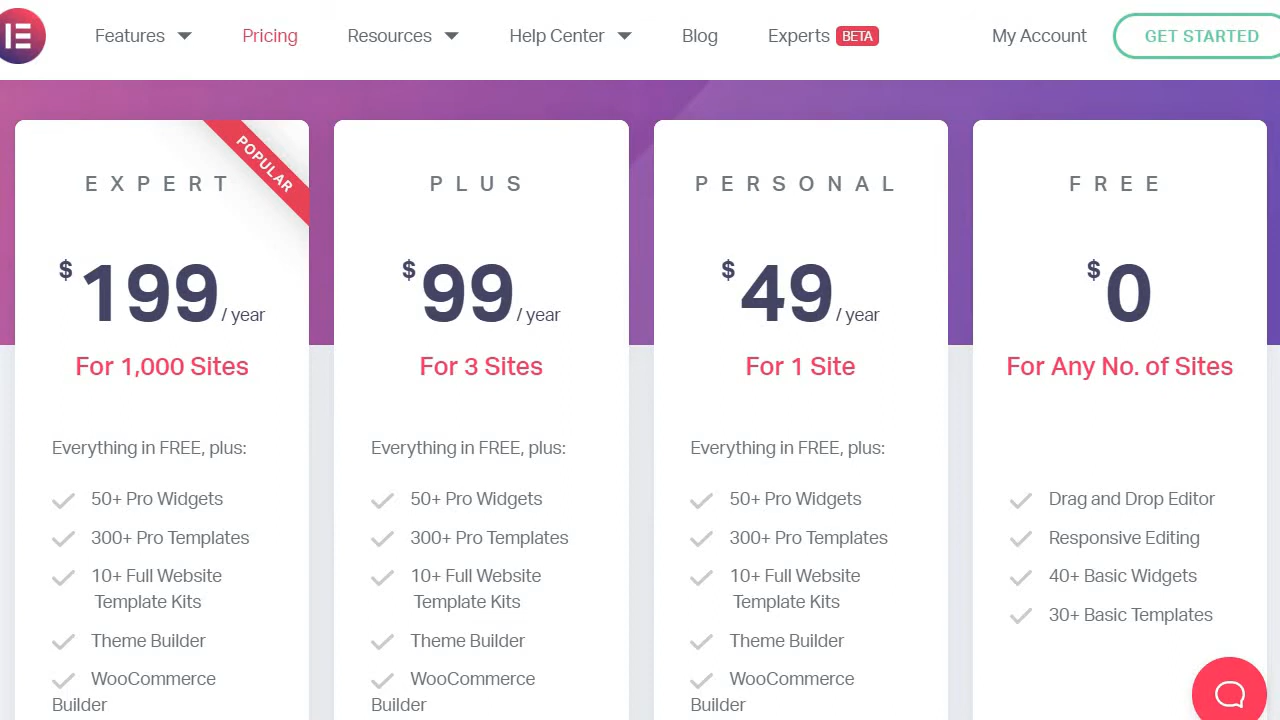 Features
Pricing
Resources
Help Center
Blog
Experts BETA
My Account
GET STARTED
EXPERT
POPULAR
$199/ year
For 1,000 Sites
Everything in FREE, plus:
50+ Pro Widgets
300+ Pro Templates
10+ Full Website
Template Kits
Theme Builder
WooCommerce
Builder
PLUS
$99/ year
For 3 Sites
Everything in FREE, plus:
50+ Pro Widgets
300+ Pro Templates
10+ Full Website
Template Kits
Theme Builder
WooCommerce
Builder
PERSONAL
$49/ year
For 1 Site
Everything in FREE, plus:
50+ Pro Widgets
300+ Pro Templates
10+ Full Website
Template Kits
Theme Builder
WooCommerce
Builder
FREE
$0
For Any No. of Sites
Drag and Drop Editor
Responsive Editing
40+ Basic Widgets
30+ Basic Templates